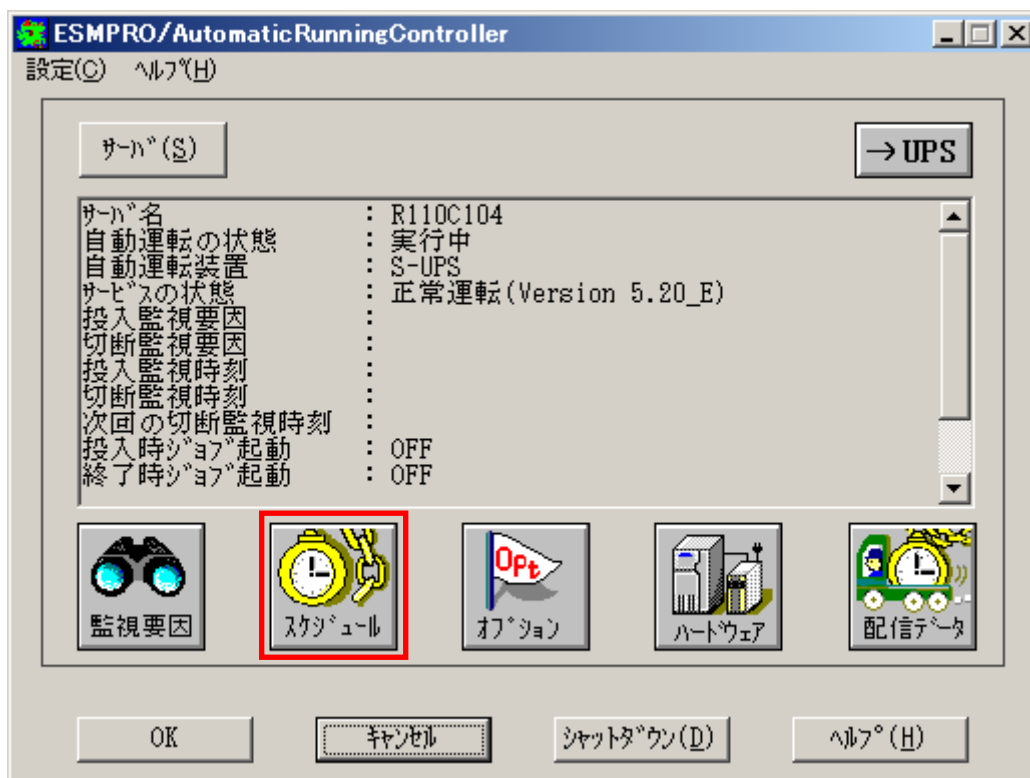 ESMPRO/AutomaticRunningController
設定(C) ﾍﾙﾌﾟ(H)
ｻｰﾊﾞ(S)
→UPS
ｻｰﾊﾞ名 : R110C104
自動運転の状態 : 実行中
自動運転装置 : S-UPS
ｻｰﾋﾞｽの状態 : 正常運転(Version 5.20_E)
投入監視要因 :
切断監視要因 :
投入監視時刻 :
切断監視時刻 :
次回の切断監視時刻 :
投入時ｼﾞｮﾌﾞ起動 : OFF
終了時ｼﾞｮﾌﾞ起動 : OFF
OPt
監視要因 ｽｹｼﾞｭｰﾙ ｵﾌﾟｼｮﾝ ﾊｰﾄﾞｳｪｱ 配信ﾃﾞｰﾀ
OK ｷｬﾝｾﾙ ｼｬｯﾄﾀﾞｳﾝ(D) ﾍﾙﾌﾟ(H)